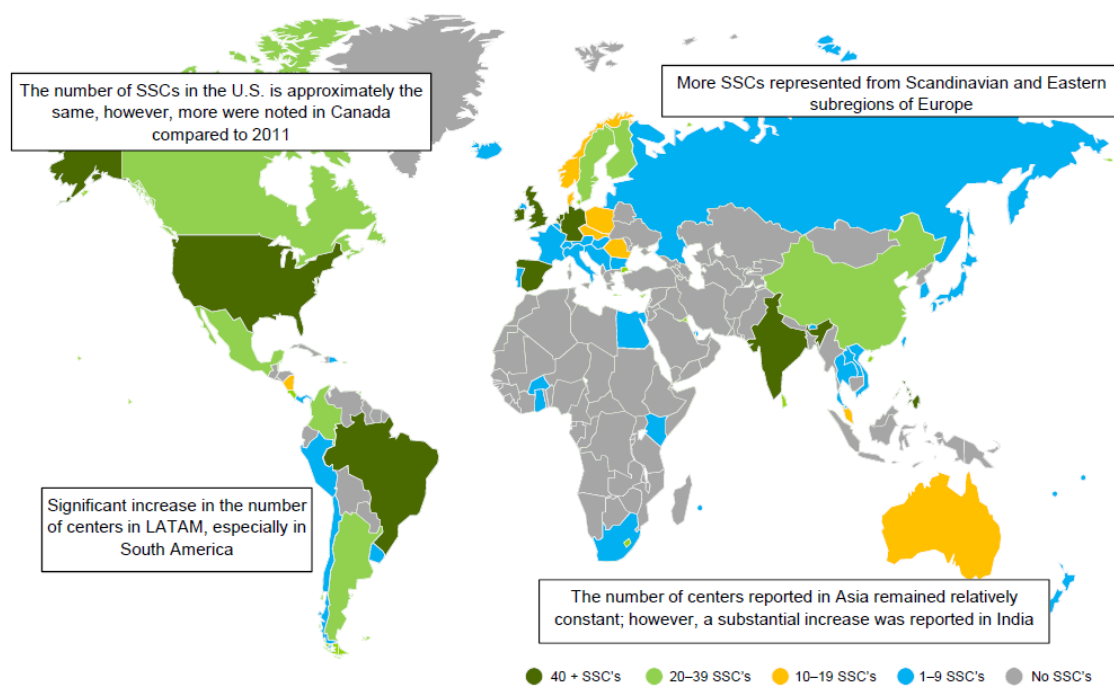 The number of SSCs in the U.S. is approximately the
same, however, more were noted in Canada
compared to 2011
More SSCs represented from Scandinavian and Eastern
subregions of Europe
Significant increase in the number
of centers in LATAM, especially in
South America
The number of centers reported in Asia remained relatively
constant; however, a substantial increase was reported in India
40 + SSC's
20–39 SSC's
10–19 SSC's
1–9 SSC's
No SSC's